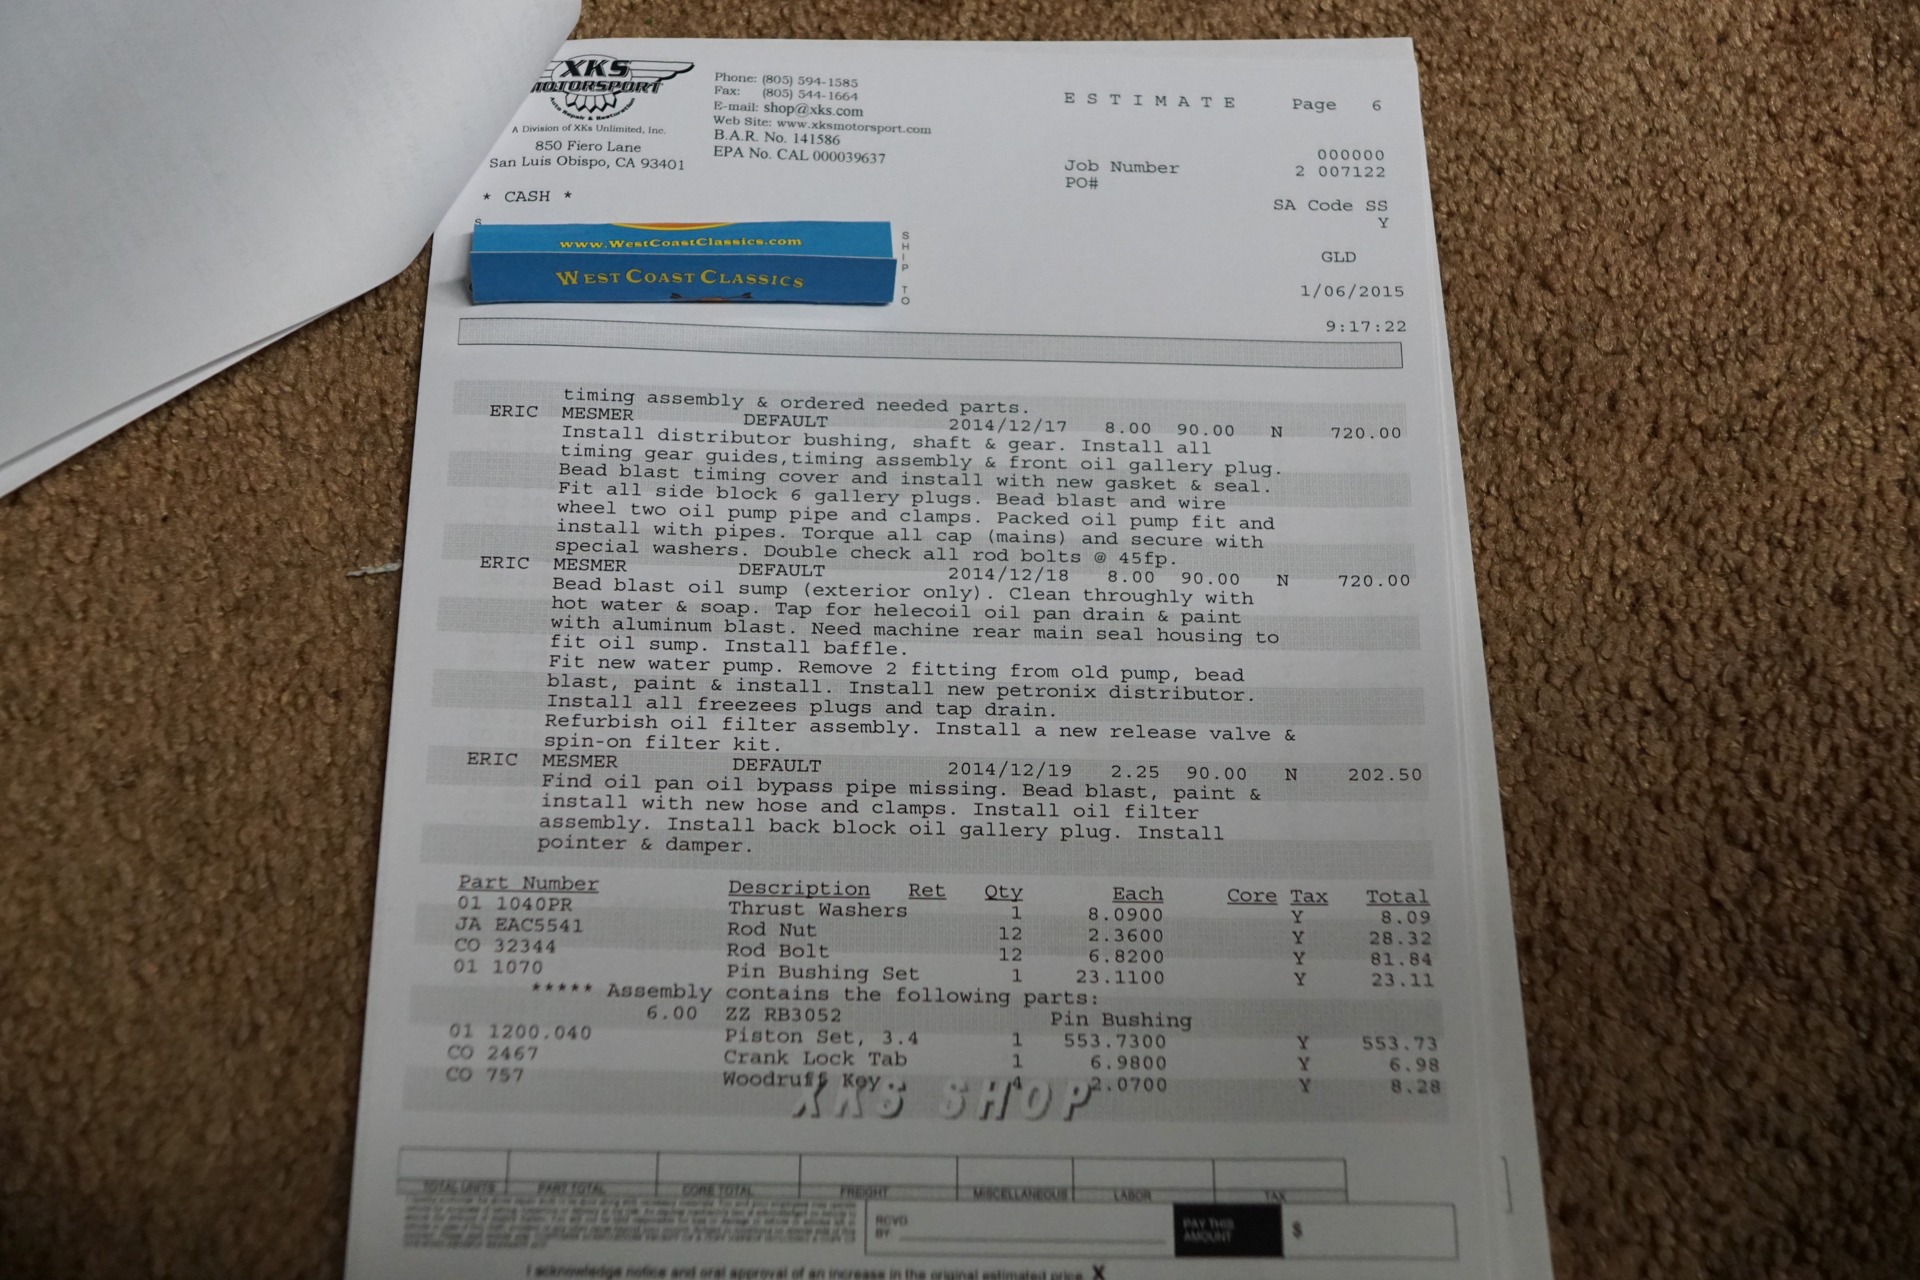 XKS
MOTORSPORT
Auto Repair & Restoration
A Division of XKs Unlimited, Inc.
850 Fiero Lane
San Luis Obispo, CA 93401
Phone: (805) 594-1585
Fax: (805) 544-1664
E-mail: shop@xks.com
Web Site: www.xksmotorsport.com
B.A.R. No. 141586
EPA No. CAL 000039637
ESTIMATE Page 6
000000
Job Number 2 007122
PO#
SA Code SS
Y
GLD
1/06/2015
9:17:22
* CASH *
S
www.WestCoastClassics.com
WEST COAST CLASSICS
SHIP TO
timing assembly & ordered needed parts.
ERIC MESMER DEFAULT 2014/12/17 8.00 90.00 N 720.00
Install distributor bushing, shaft & gear. Install all
timing gear guides,timing assembly & front oil gallery plug.
Bead blast timing cover and install with new gasket & seal.
Fit all side block 6 gallery plugs. Bead blast and wire
wheel two oil pump pipe and clamps. Packed oil pump fit and
install with pipes. Torque all cap (mains) and secure with
special washers. Double check all rod bolts @ 45fp.
ERIC MESMER DEFAULT 2014/12/18 8.00 90.00 N 720.00
Bead blast oil sump (exterior only). Clean throughly with
hot water & soap. Tap for helecoil oil pan drain & paint
with aluminum blast. Need machine rear main seal housing to
fit oil sump. Install baffle.
Fit new water pump. Remove 2 fitting from old pump, bead
blast, paint & install. Install new petronix distributor.
Install all freezees plugs and tap drain.
Refurbish oil filter assembly. Install a new release valve &
spin-on filter kit.
ERIC MESMER DEFAULT 2014/12/19 2.25 90.00 N 202.50
Find oil pan oil bypass pipe missing. Bead blast, paint &
install with new hose and clamps. Install oil filter
assembly. Install back block oil gallery plug. Install
pointer & damper.
Part Number Description Ret Qty Each Core Tax Total
01 1040PR Thrust Washers 1 8.0900 Y 8.09
JA EAC5541 Rod Nut 12 2.3600 Y 28.32
CO 32344 Rod Bolt 12 6.8200 Y 81.84
01 1070 Pin Bushing Set 1 23.1100 Y 23.11
***** Assembly contains the following parts:
6.00 ZZ RB3052 Pin Bushing
01 1200.040 Piston Set, 3.4 1 553.7300 Y 553.73
CO 2467 Crank Lock Tab 1 6.9800 Y 6.98
CO 757 Woodruff Key 4 2.0700 Y 8.28
XKS SHOP
TOTAL UNITS PART TOTAL CORE TOTAL FREIGHT MISCELLANEOUS LABOR TAX
RCVD BY
PAY THIS AMOUNT $
I acknowledge notice and oral approval of an increase in the original estimated price. X